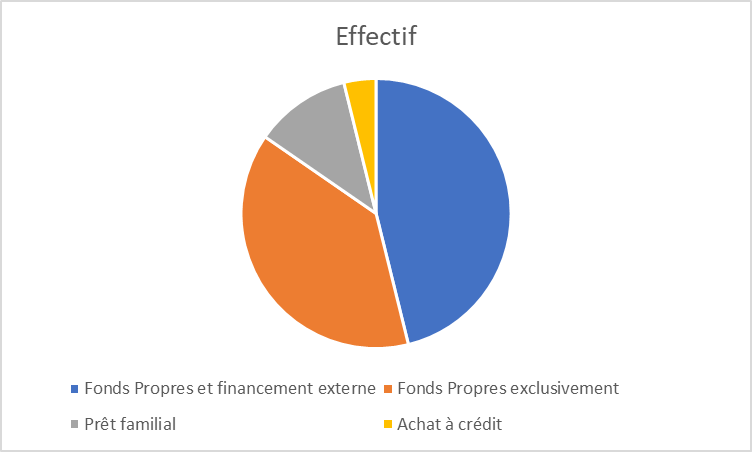 Effectif
Fonds Propres et financement externe
Fonds Propres exclusivement
Prêt familial
Achat à crédit